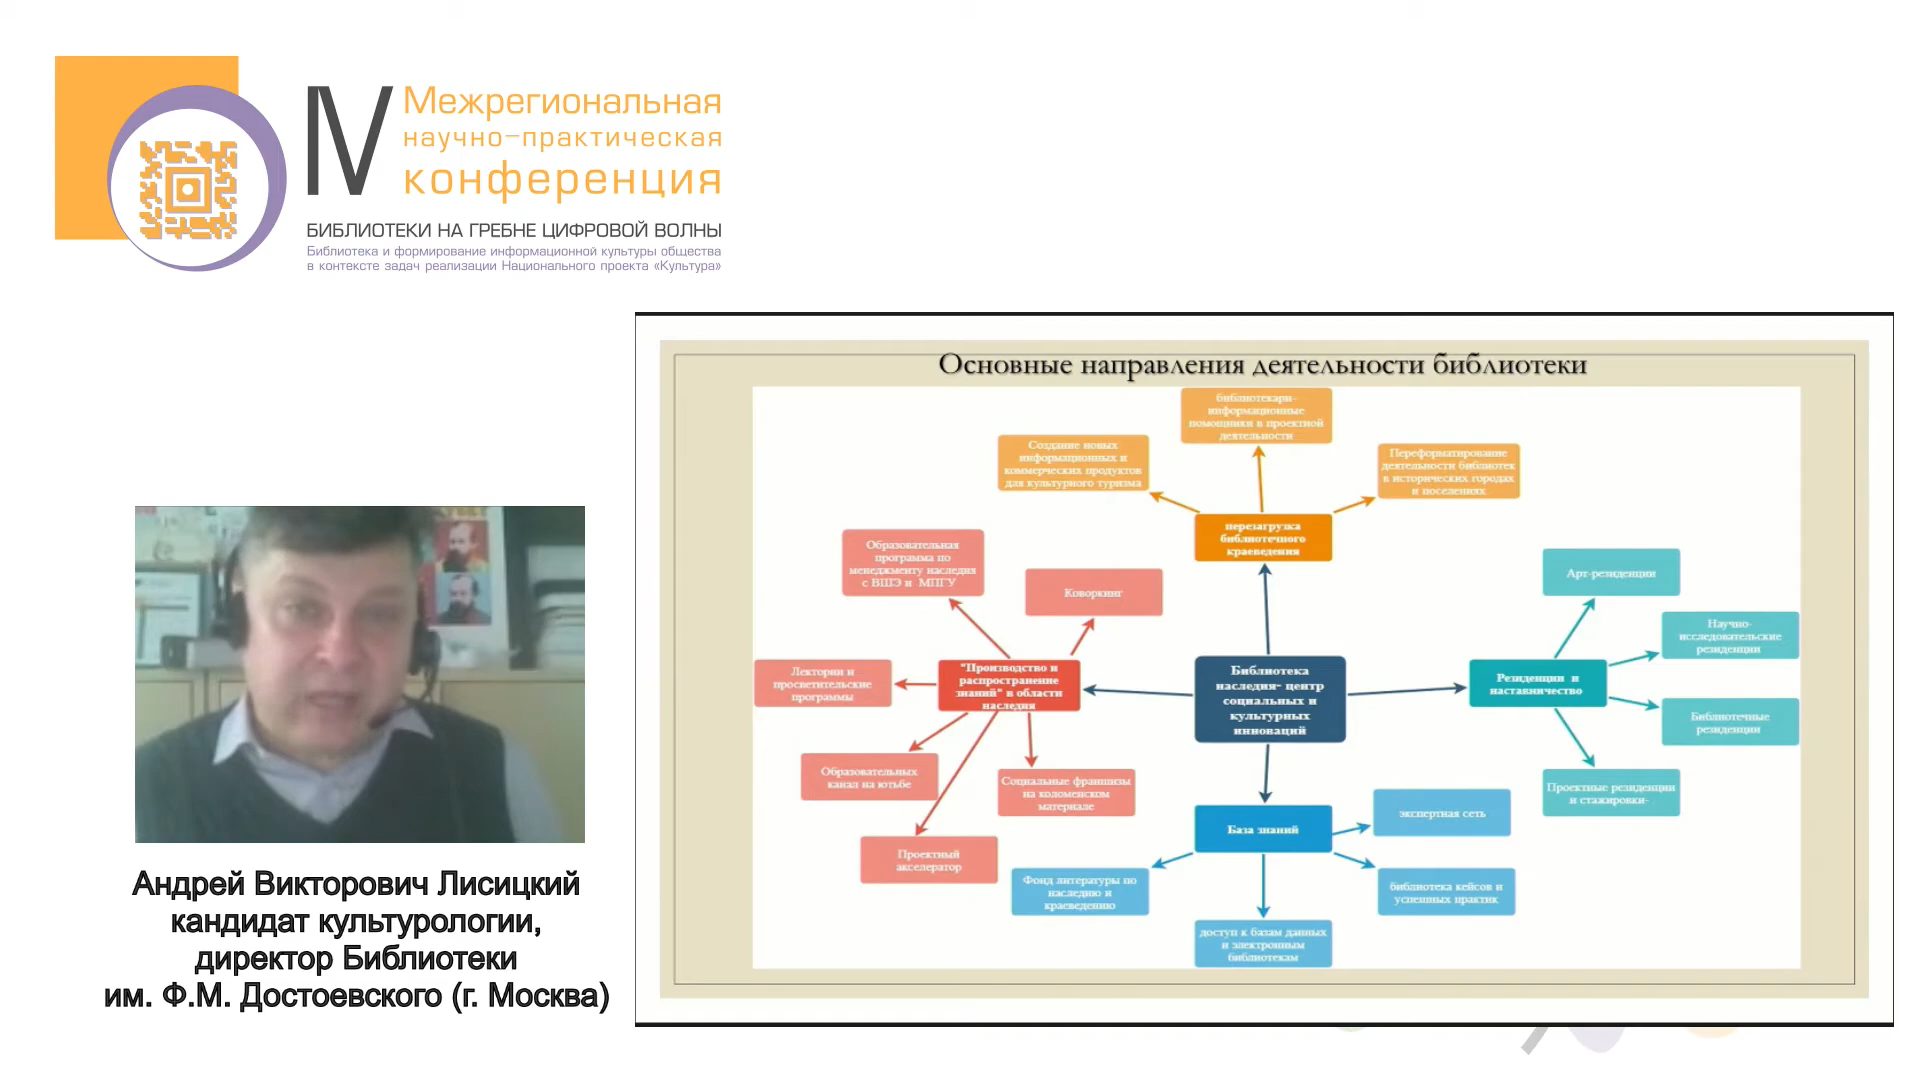 IV
Межрегиональная
научно-практическая
конференция
БИБЛИОТЕКИ НА ГРЕБНЕ ЦИФРОВОЙ ВОЛНЫ
Библиотека и формирование информационной культуры общества
в контексте задач реализации Национального проекта «Культура»
Основные направления деятельности библиотеки
библиотекари-
информационные
помощники в проектной
деятельности
Создание новых
информационных и
коммерческих продуктов
для культурного туризма
Переформатирование
деятельности библиотек
в исторических городах
и поселениях
перезагрузка
библиотечного
краеведения
Образовательная
программа по
менеджменту наследия
с ВШЭ и МПГУ
Коворкинг
Арт-резиденции
Научно-
исследовательские
резиденции
Лектории и
просветительские
программы
"Производство и
распространение
знаний" в области
наследия
Библиотека
наследия- центр
социальных и
культурных
инноваций
Резиденции и
наставничество
Библиотечные
резиденции
Образовательных
канал на ютьбе
Социальные франшизы
на коломенском
материале
Проектные резиденции
и стажировки-
База знаний
экспертная сеть
Проектный
акселератор
Фонд литературы по
наследию и
краеведению
библиотека кейсов и
успешных практик
доступ к базам данных
и электронным
библиотекам
Андрей Викторович Лисицкий
кандидат культурологии,
директор Библиотеки
им. Ф.М. Достоевского (г. Москва)